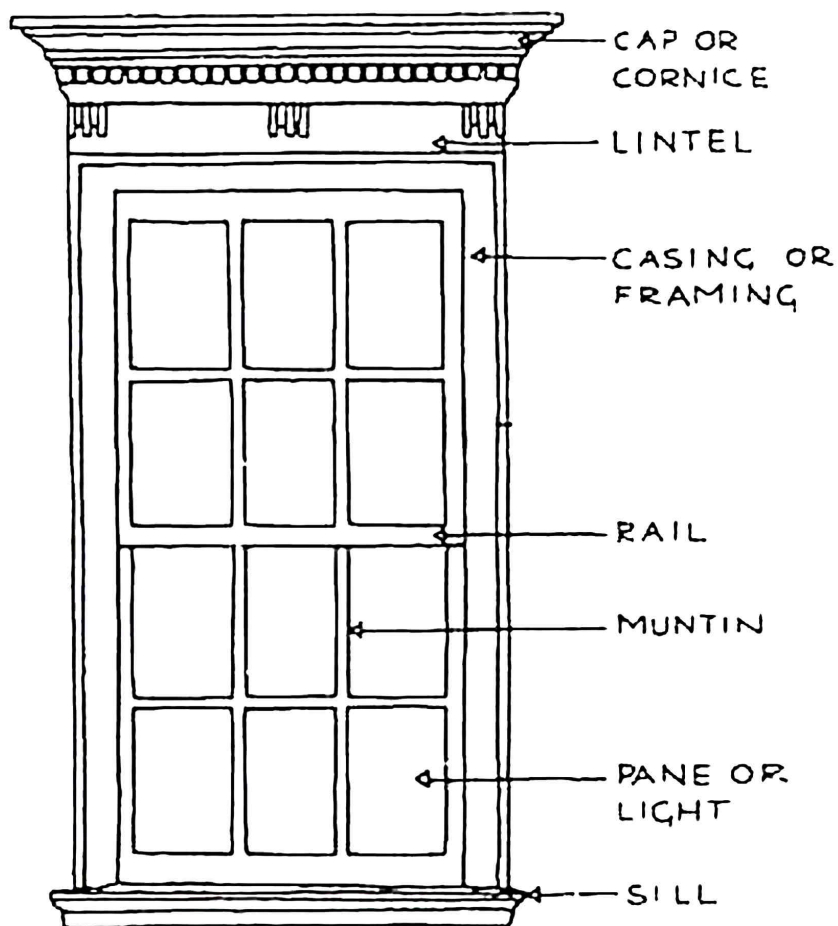 CAP OR
CORNICE
LINTEL
CASING OR
FRAMING
RAIL
MUNTIN
PANE OR
LIGHT
SILL